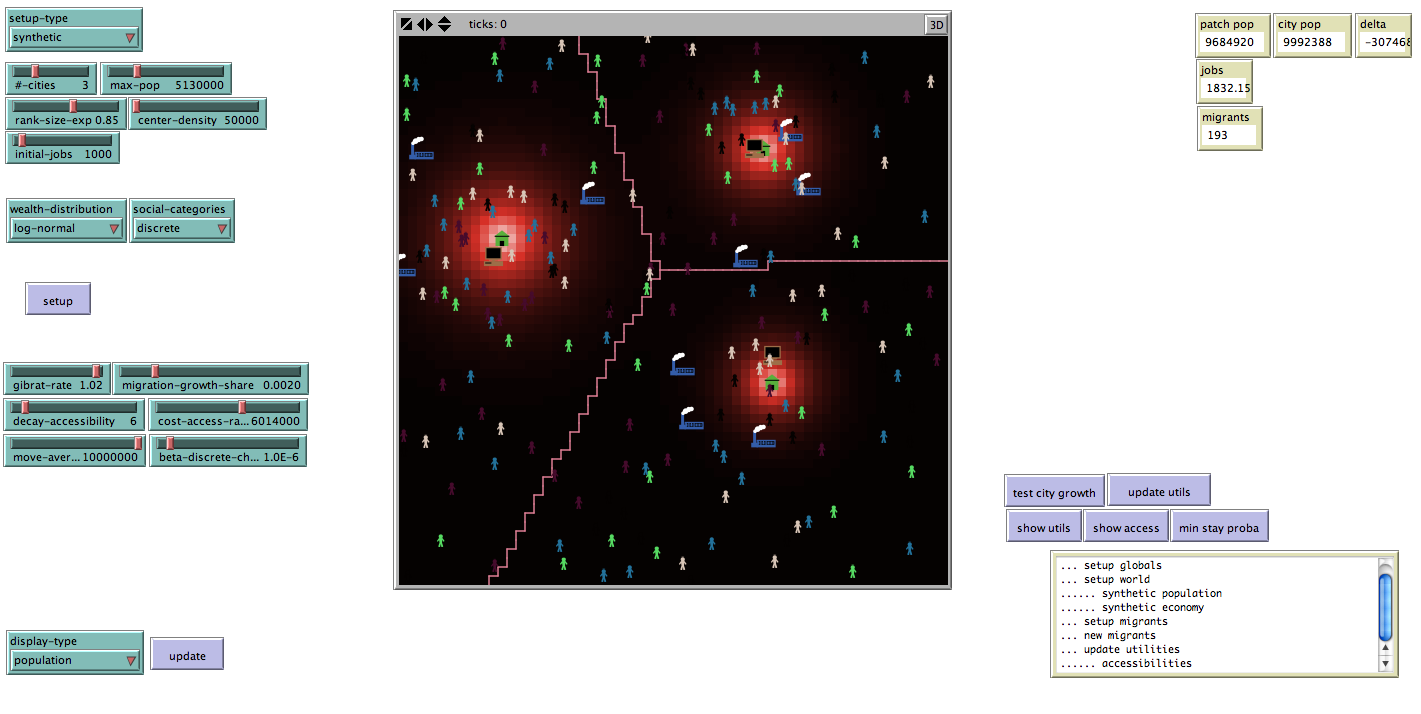 setup-type
synthetic
#-cities 3
max-pop 5130000
rank-size-exp 0.85
center-density 50000
initial-jobs 1000
wealth-distribution
log-normal
social-categories
discrete
setup
gibrat-rate 1.02
migration-growth-share 0.0020
decay-accessibility 6
cost-access-ra... 6014000
move-aver... 10000000
beta-discrete-ch... 1.0E-6
display-type
population
update
ticks: 0
3D
patch pop
9684920
city pop
9992388
delta
-307468
jobs
1832.15
migrants
193
test city growth
update utils
show utils
show access
min stay proba
... setup globals
... setup world
...... synthetic population
...... synthetic economy
... setup migrants
... new migrants
... update utilities
...... accessibilities